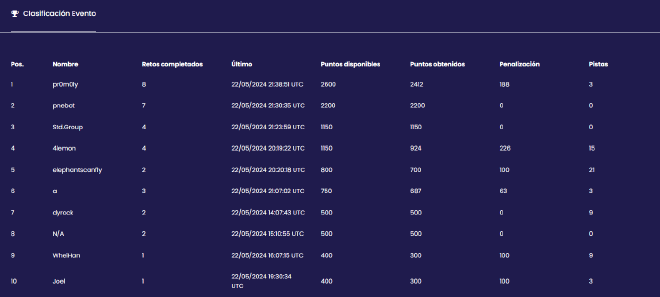 Clasificación Evento
Pos. Nombre Retos completados Último Puntos disponibles Puntos obtenidos Penalización Pistas
1 pr0m0ly 8 22/05/2024 21:38:51 UTC 2600 2412 188 3
2 pnebot 7 22/05/2024 21:30:35 UTC 2200 2200 0 0
3 Std.Group 4 22/05/2024 21:23:59 UTC 1150 1150 0 0
4 4lemon 4 22/05/2024 20:19:22 UTC 1150 924 226 15
5 elephantscanfly 2 22/05/2024 20:20:18 UTC 800 700 100 21
6 a 3 22/05/2024 21:07:02 UTC 750 687 63 3
7 dyrock 2 22/05/2024 14:07:43 UTC 500 500 0 9
8 N/A 2 22/05/2024 15:10:55 UTC 500 500 0 0
9 WheiHan 1 22/05/2024 16:07:15 UTC 400 300 100 9
10 Joel 1 22/05/2024 19:30:34 UTC 400 300 100 3